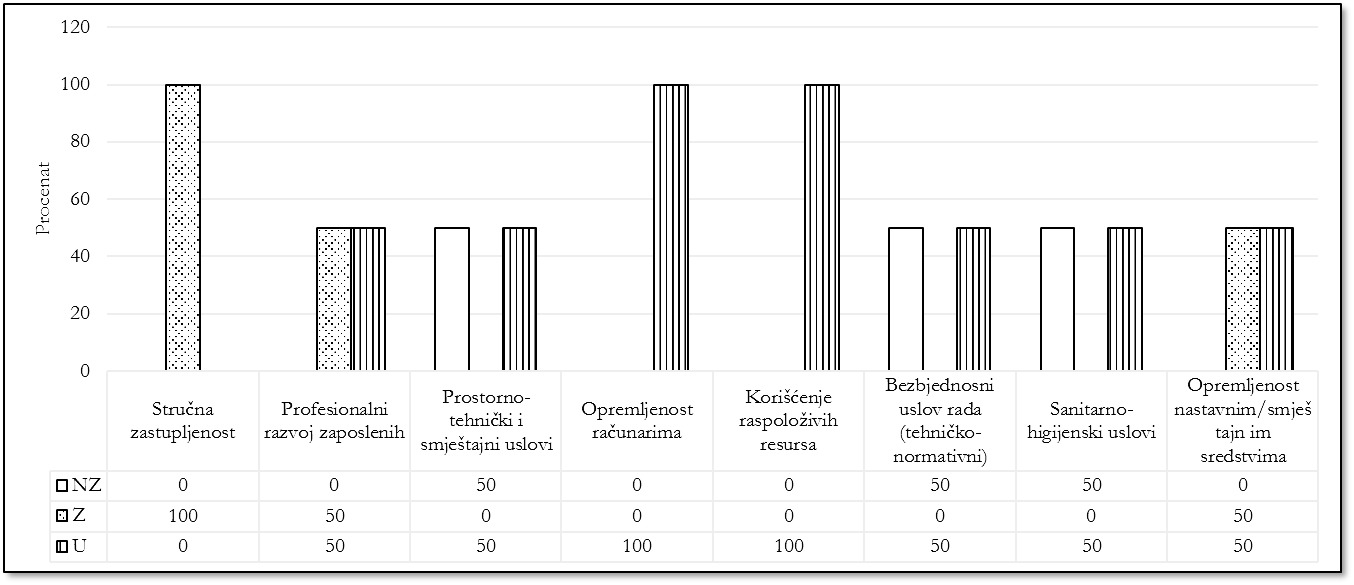 120
100
80
60
40
20
0
Procenat
Stručna
zastupljenost
Profesionalni
razvoj zaposlenih
Prostorno-
tehnički i
smještajni uslovi
Opremljenost
računarima
Korišćenje
raspoloživih
resursa
Bezbjednosni
uslov rada
(tehničko-
normativni)
Sanitarno-
higijenski uslovi
Opremljenost
nastavnim/smješ
tajn im
sredstvima
NZ 0 0 50 0 0 50 50 0
Z 100 50 0 0 0 0 0 50
U 0 50 50 100 100 50 50 50